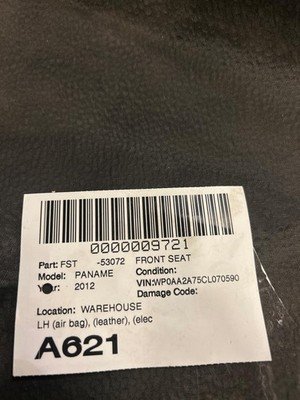 0000009721
Part: FST -53072 FRONT SEAT
Model: PANAME Condition:
Year: 2012 VIN:WP0AA2A75CL070590
Damage Code:
Location: WAREHOUSE
LH (air bag), (leather), (elec
A621